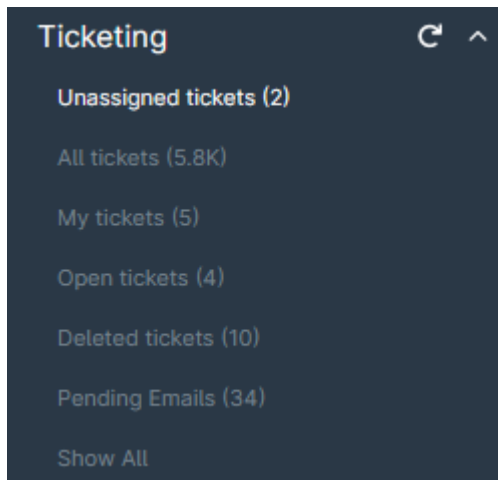 Ticketing
Unassigned tickets (2)
All tickets (5.8K)
My tickets (5)
Open tickets (4)
Deleted tickets (10)
Pending Emails (34)
Show All